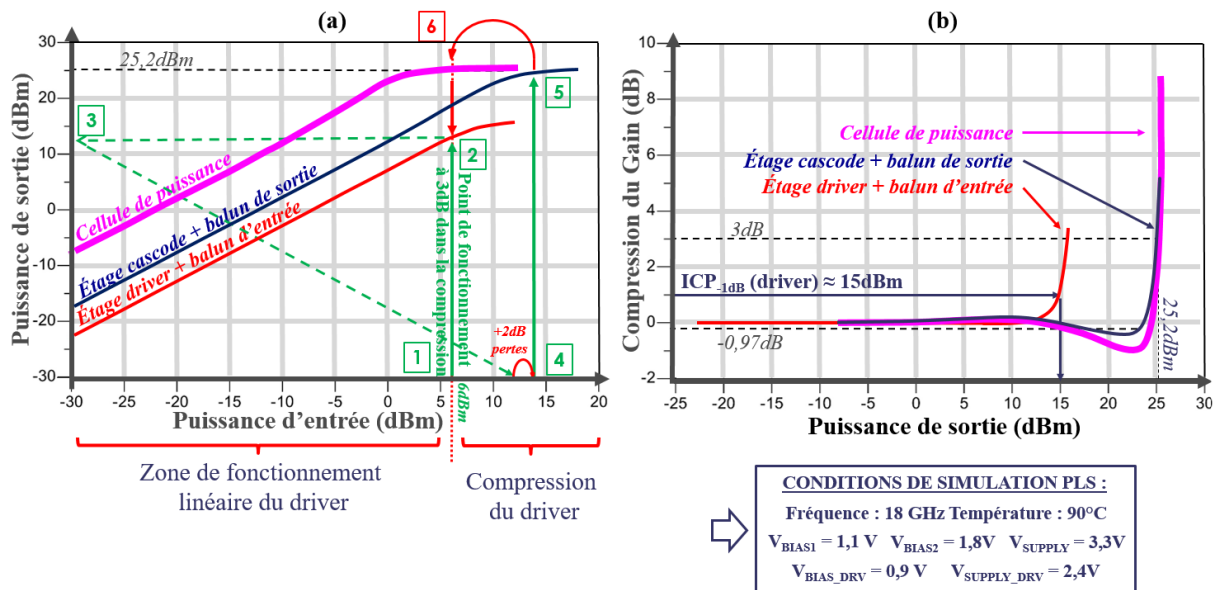 (a)
Puissance de sortie (dBm)
30
20
10
0
-10
-20
-30
25,2dBm
6
5
3
2
1
4
Cellule de puissance
Étage cascode + balun de sortie
Étage driver + balun d'entrée
Point de fonctionnement
à 3dB dans la compression
6dBm
+2dB
pertes
-30 -25 -20 -15 -10 -5 0 5 10 15 20
Puissance d'entrée (dBm)
Zone de fonctionnement
linéaire du driver
Compression
du driver
(b)
Compression du Gain (dB)
10
8
6
4
2
0
-2
Cellule de puissance
Étage cascode + balun de sortie
Étage driver + balun d'entrée
3dB
ICP-1dB (driver) ≈ 15dBm
-0,97dB
25,2dBm
-25 -20 -15 -10 -5 0 5 10 15 20 25 30
Puissance de sortie (dBm)
CONDITIONS DE SIMULATION PLS :
Fréquence : 18 GHz Température : 90°C
VBIAS1 = 1,1 V VBIAS2 = 1,8V VSUPPLY = 3,3V
VBIAS_DRV = 0,9 V VSUPPLY_DRV = 2,4V